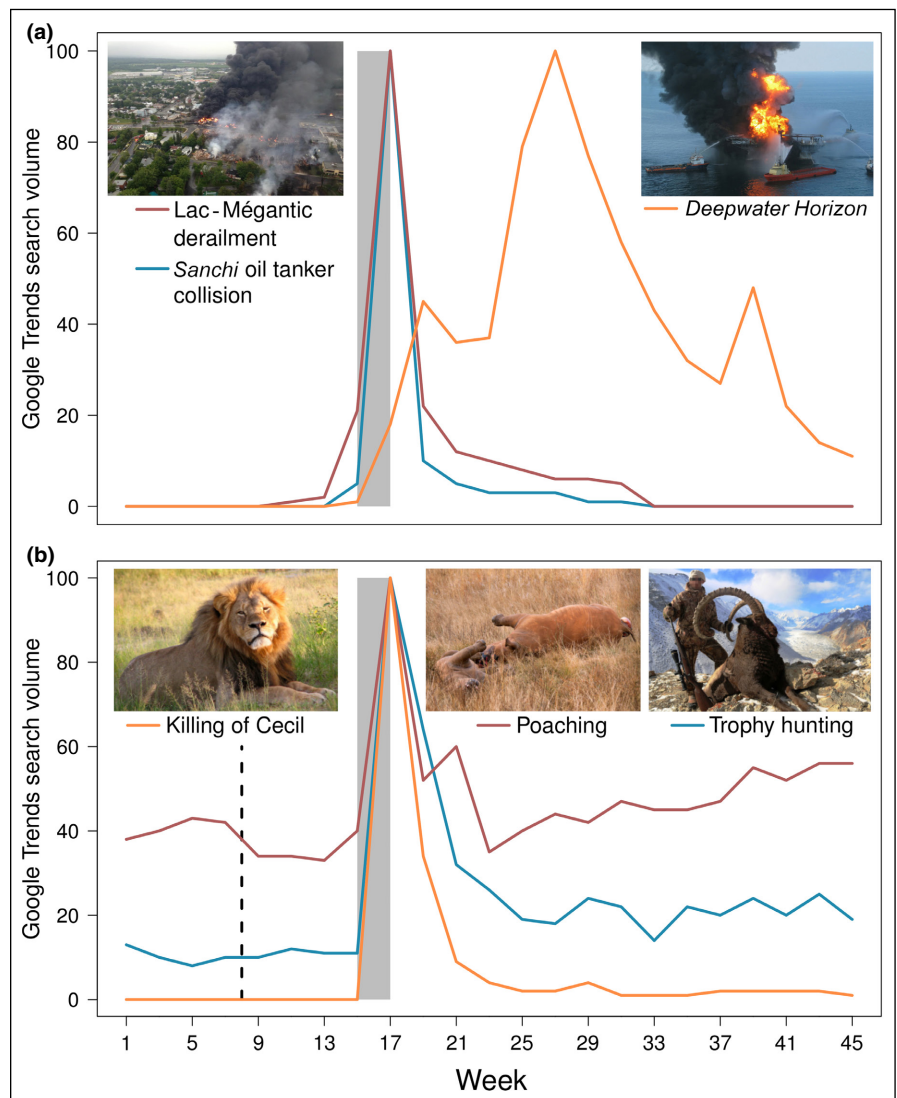 (a)
100
80
60
40
20
0
Google Trends search volume
Lac-Mégantic
derailment
Sanchi oil tanker
collision
Deepwater Horizon
(b)
100
80
60
40
20
0
Google Trends search volume
Killing of Cecil
Poaching
Trophy hunting
1 5 9 13 17 21 25 29 33 37 41 45
Week